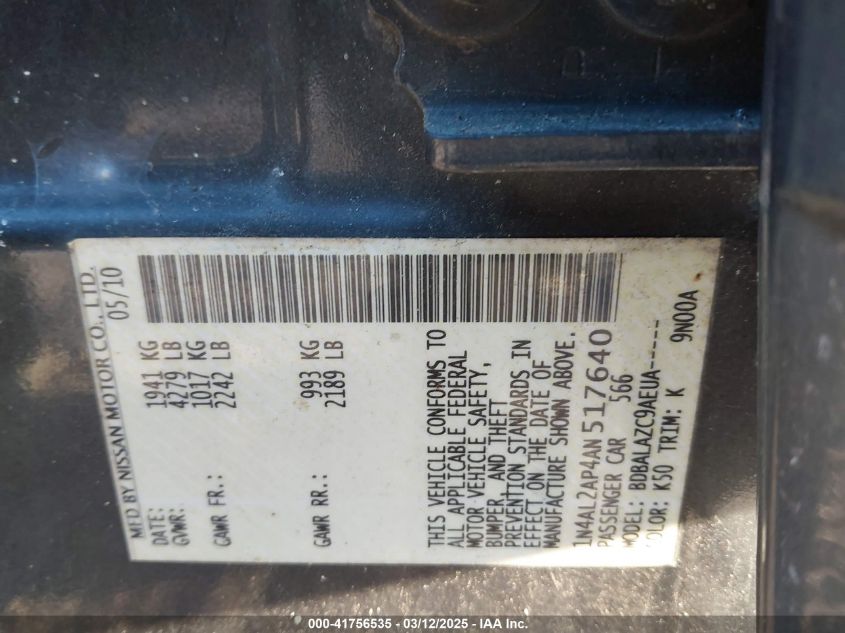 MFD BY NISSAN MOTOR CO., LTD.
DATE: 05/10
GVWR: 1941 KG
4279 LB
GAWR FR.: 1017 KG
2242 LB
GAWR RR.: 993 KG
2189 LB
THIS VEHICLE CONFORMS TO
ALL APPLICABLE FEDERAL
MOTOR VEHICLE SAFETY,
BUMPER, AND THEFT
PREVENTION STANDARDS IN
EFFECT ON THE DATE OF
MANUFACTURE SHOWN ABOVE.
1N4AL2AP4AN517640
PASSENGER CAR 566
MODEL: BDBALAZC9AEUA-----
COLOR: K50 TRIM: K 9N00A
000-41756535 / 03/12/2025 / IAA Inc.